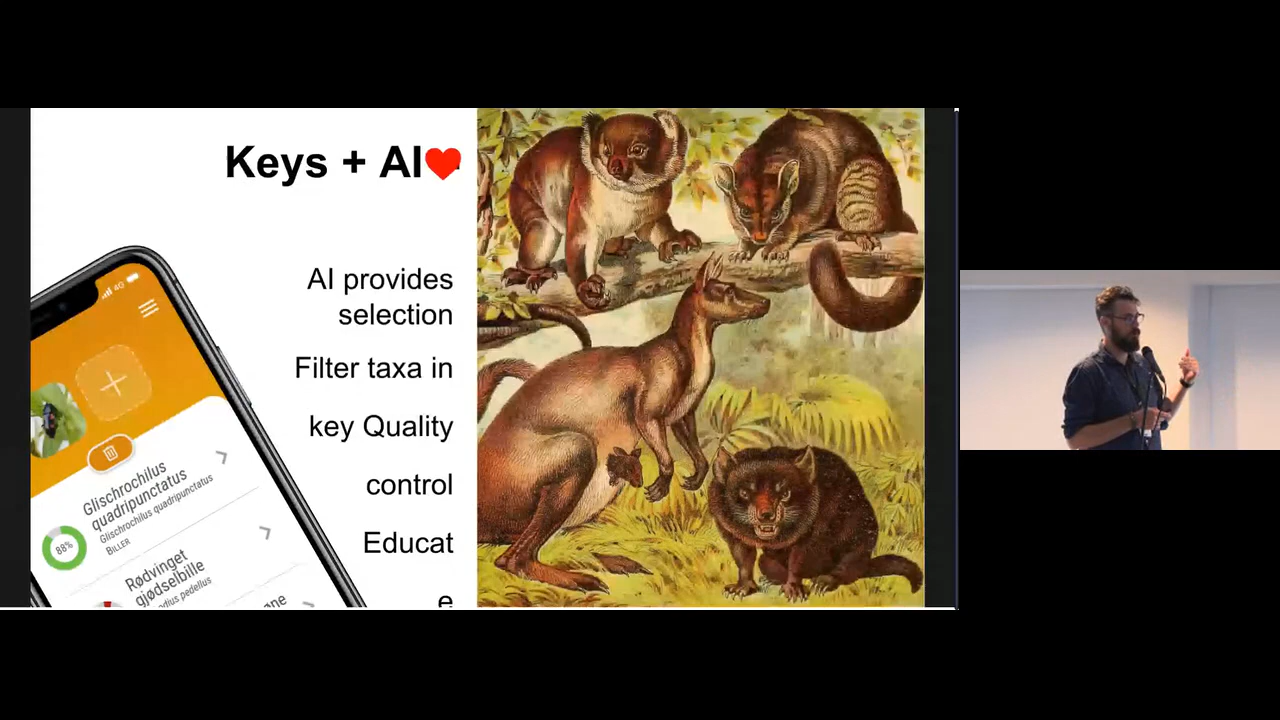 Keys + AI
AI provides
selection
Filter taxa in
key Quality
control
Educat
e
4G
Glischrochilus
quadripunctatus
Glischrochilus quadripunctatus
BILLER
88%
Rødvinget
gjødselbille